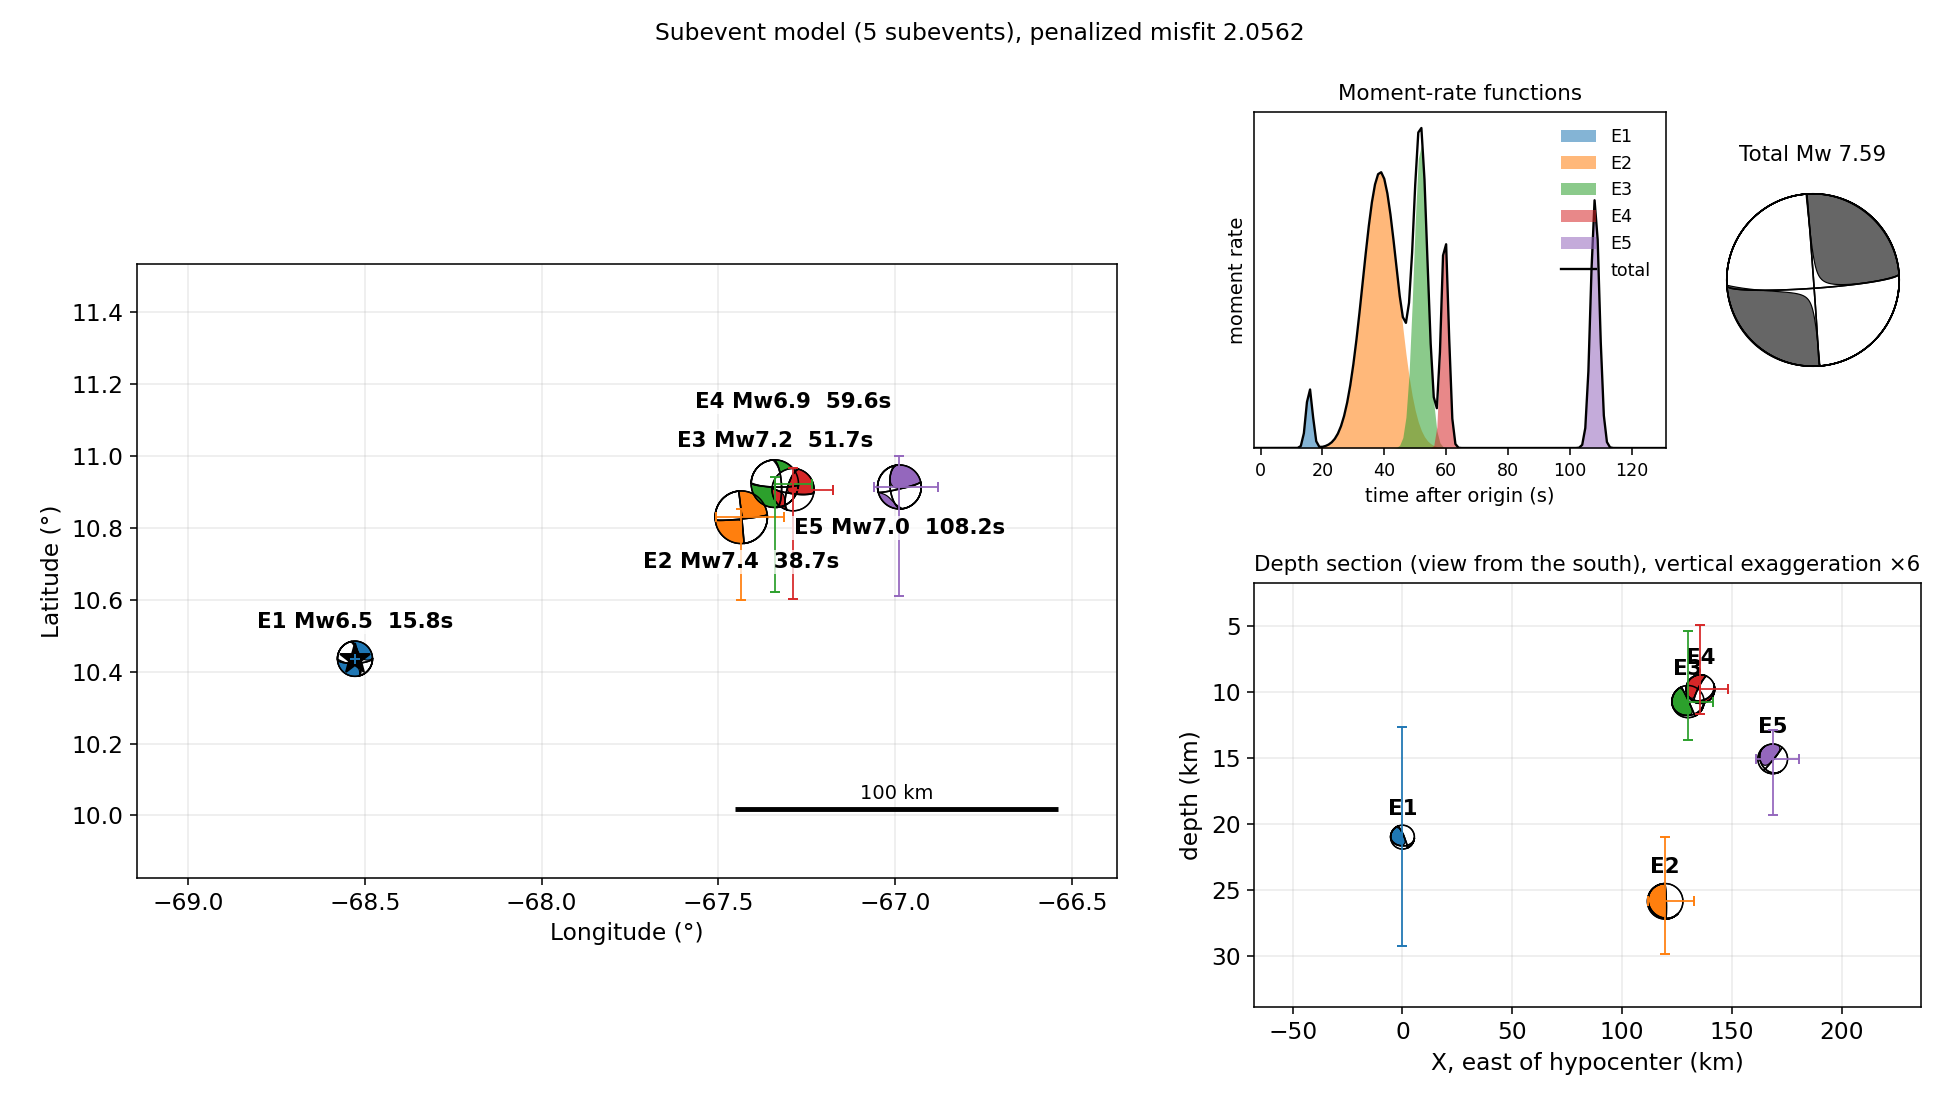 Subevent model (5 subevents), penalized misfit 2.0562
Moment-rate functions
moment rate
E1
E2
E3
E4
E5
total
0
20
40
60
80
100
120
time after origin (s)
Total Mw 7.59
Latitude (°)
11.4
11.2
11.0
10.8
10.6
10.4
10.2
10.0
E4 Mw6.9 59.6s
E3 Mw7.2 51.7s
E5 Mw7.0 108.2s
E2 Mw7.4 38.7s
E1 Mw6.5 15.8s
100 km
−69.0
−68.5
−68.0
−67.5
−67.0
−66.5
Longitude (°)
Depth section (view from the south), vertical exaggeration ×6
depth (km)
5
10
15
20
25
30
E4
E3
E5
E1
E2
−50
0
50
100
150
200
X, east of hypocenter (km)